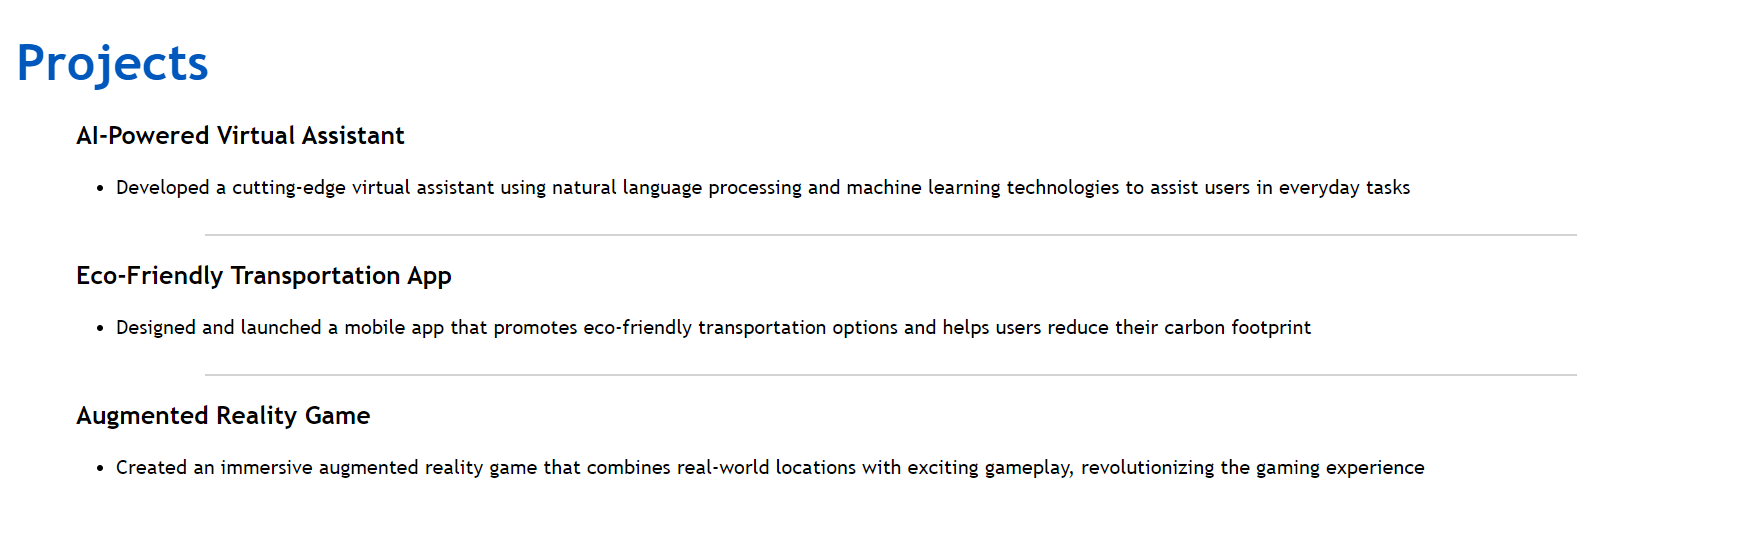 Projects
AI-Powered Virtual Assistant
• Developed a cutting-edge virtual assistant using natural language processing and machine learning technologies to assist users in everyday tasks
Eco-Friendly Transportation App
• Designed and launched a mobile app that promotes eco-friendly transportation options and helps users reduce their carbon footprint
Augmented Reality Game
• Created an immersive augmented reality game that combines real-world locations with exciting gameplay, revolutionizing the gaming experience